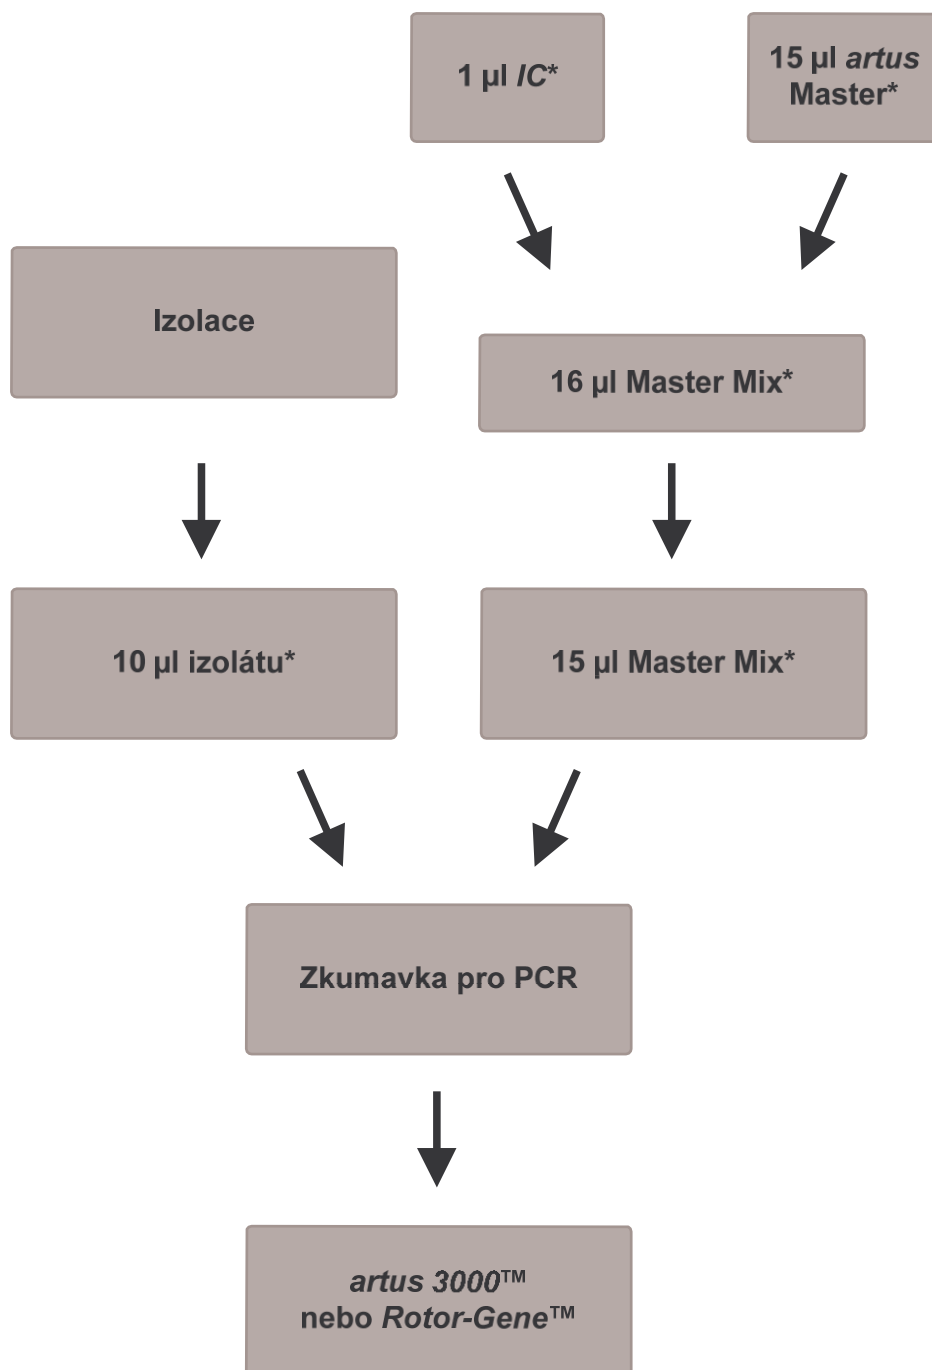 1 µl IC*
15 µl artus
Master*
Izolace
16 µl Master Mix*
10 µl izolátu*
15 µl Master Mix*
Zkumavka pro PCR
artus 3000™
nebo Rotor-Gene™